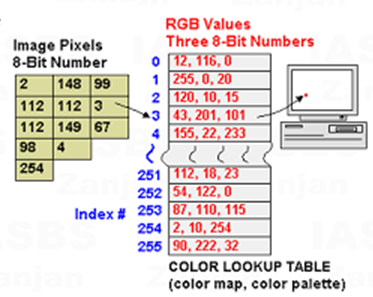 RGB Values
Three 8-Bit Numbers
Image Pixels
8-Bit Number
2 148 99
112 112 3
112 149 67
98 4
254
0 12, 116, 0
1 255, 0, 20
2 120, 10, 15
3 43, 201, 101
4 155, 22, 233
251 112, 18, 23
252 54, 122, 0
253 87, 110, 115
254 2, 10, 254
255 90, 222, 32
Index #
COLOR LOOKUP TABLE
(color map, color palette)
IASBS
Zanjan